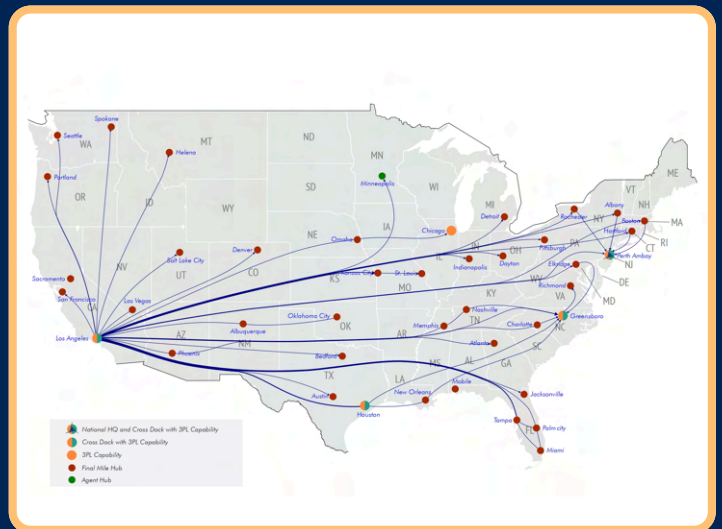 Spokane
Seattle
WA
MT
ND
MN
ME
Helena
VT
Portland
Minneapolis
WI
NH
Albany
OR
ID
SD
MI
Rochester
NY
Boston
MA
WY
Detroit
Hartford
RI
CT
NE
IA
Chicago
Omaha
PA
Pittsburgh
Denver
IN
OH
Perth Ambay
NJ
Salt Lake City
IL
Indianapolis
Dayton
Elkridge
NV
UT
CO
KS
Kansas City
St. Louis
WV
DE
Sacramento
MO
Richmond
VA
MD
San Francisco
KY
CA
Las Vegas
Nashville
Oklahoma City
TN
Greensboro
OK
Memphis
Charlotte
NC
Los Angeles
AZ
Albuquerque
AR
NM
Atlanta
SC
Phoenix
Bedford
MS
AL
GA
TX
LA
Mobile
Austin
New Orleans
Jacksonville
Houston
Tampa
Palm city
FL
Miami
National HQ and Cross Dock with 3PL Capability
Cross Dock with 3PL Capability
3PL Capability
Final Mile Hub
Agent Hub